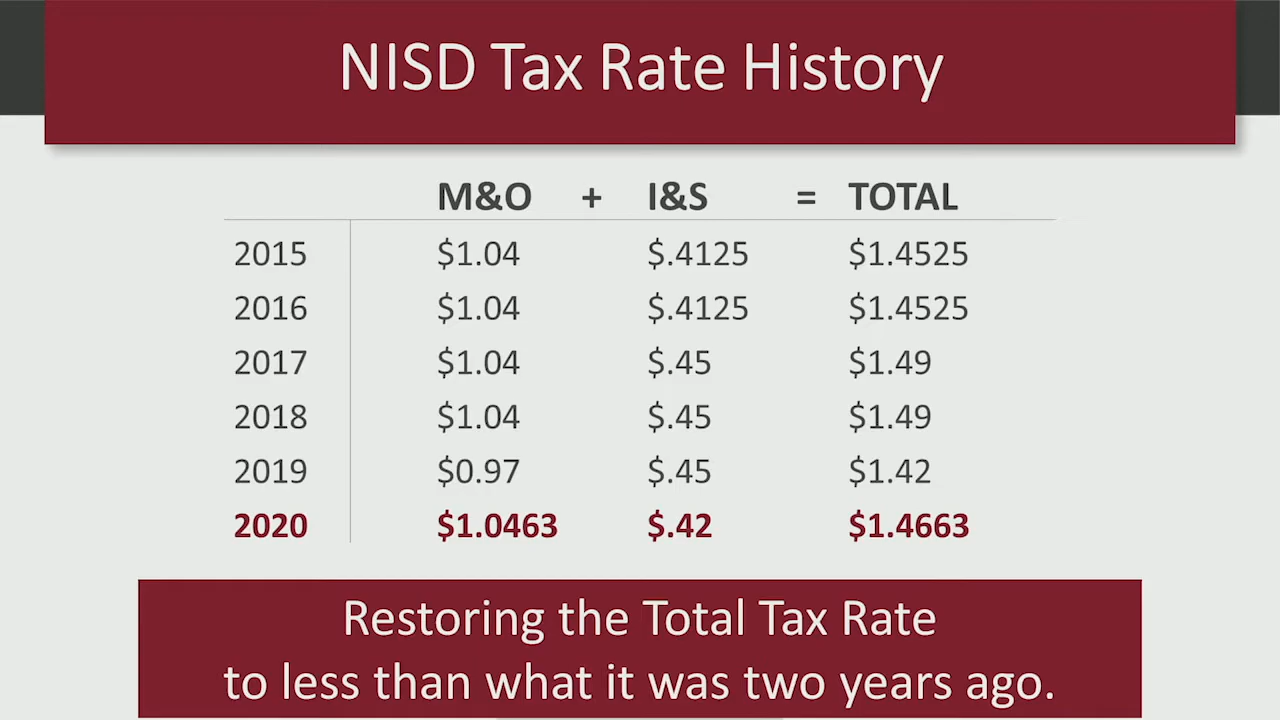 NISD Tax Rate History
M&O + I&S = TOTAL
2015 $1.04 $.4125 $1.4525
2016 $1.04 $.4125 $1.4525
2017 $1.04 $.45 $1.49
2018 $1.04 $.45 $1.49
2019 $0.97 $.45 $1.42
2020 $1.0463 $.42 $1.4663
Restoring the Total Tax Rate
to less than what it was two years ago.